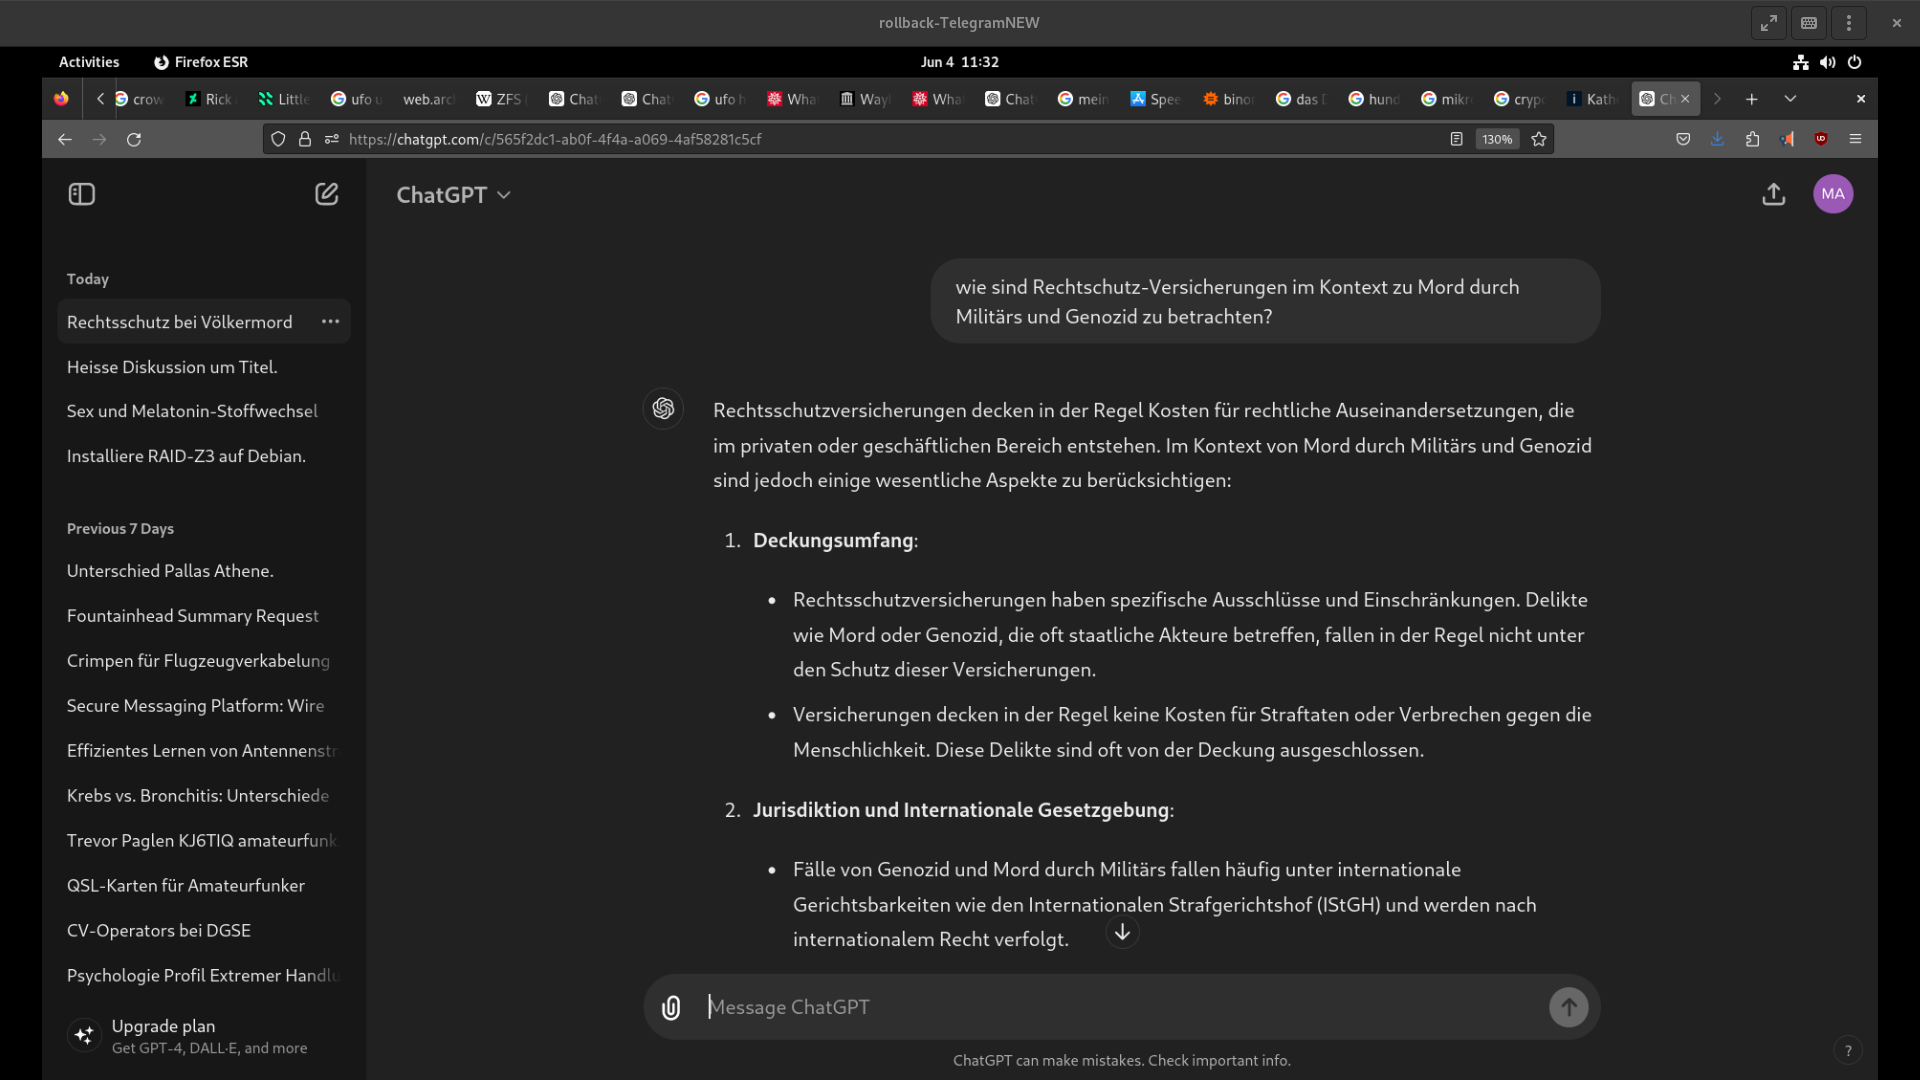 rollback-TelegramNEW
Activities
Firefox ESR
Jun 4 11:32
crow
Rick
Little
ufo u
web.arc
ZFS
Chat
Chat
ufo h
What
Wayl
What
Chat
mein
Spee
binor
das
hund
mikr
crypt
Kath
Ch
https://chatgpt.com/c/565f2dc1-ab0f-4f4a-a069-4af58281c5cf
130%
ChatGPT
MA
Today
Rechtsschutz bei Völkermord
Heisse Diskussion um Titel.
Sex und Melatonin-Stoffwechsel
Installiere RAID-Z3 auf Debian.
Previous 7 Days
Unterschied Pallas Athene.
Fountainhead Summary Request
Crimpen für Flugzeugverkabelung
Secure Messaging Platform: Wire
Effizientes Lernen von Antennenstr
Krebs vs. Bronchitis: Unterschiede
Trevor Paglen KJ6TIQ amateurfunk
QSL-Karten für Amateurfunker
CV-Operators bei DGSE
Psychologie Profil Extremer Handlu
Upgrade plan
Get GPT-4, DALL·E, and more
wie sind Rechtschutz-Versicherungen im Kontext zu Mord durch
Militärs und Genozid zu betrachten?
Rechtsschutzversicherungen decken in der Regel Kosten für rechtliche Auseinandersetzungen, die
im privaten oder geschäftlichen Bereich entstehen. Im Kontext von Mord durch Militärs und Genozid
sind jedoch einige wesentliche Aspekte zu berücksichtigen:
1. Deckungsumfang:
• Rechtsschutzversicherungen haben spezifische Ausschlüsse und Einschränkungen. Delikte
wie Mord oder Genozid, die oft staatliche Akteure betreffen, fallen in der Regel nicht unter
den Schutz dieser Versicherungen.
• Versicherungen decken in der Regel keine Kosten für Straftaten oder Verbrechen gegen die
Menschlichkeit. Diese Delikte sind oft von der Deckung ausgeschlossen.
2. Jurisdiktion und Internationale Gesetzgebung:
• Fälle von Genozid und Mord durch Militärs fallen häufig unter internationale
Gerichtsbarkeiten wie den Internationalen Strafgerichtshof (IStGH) und werden nach
internationalem Recht verfolgt.
Message ChatGPT
ChatGPT can make mistakes. Check important info.
?